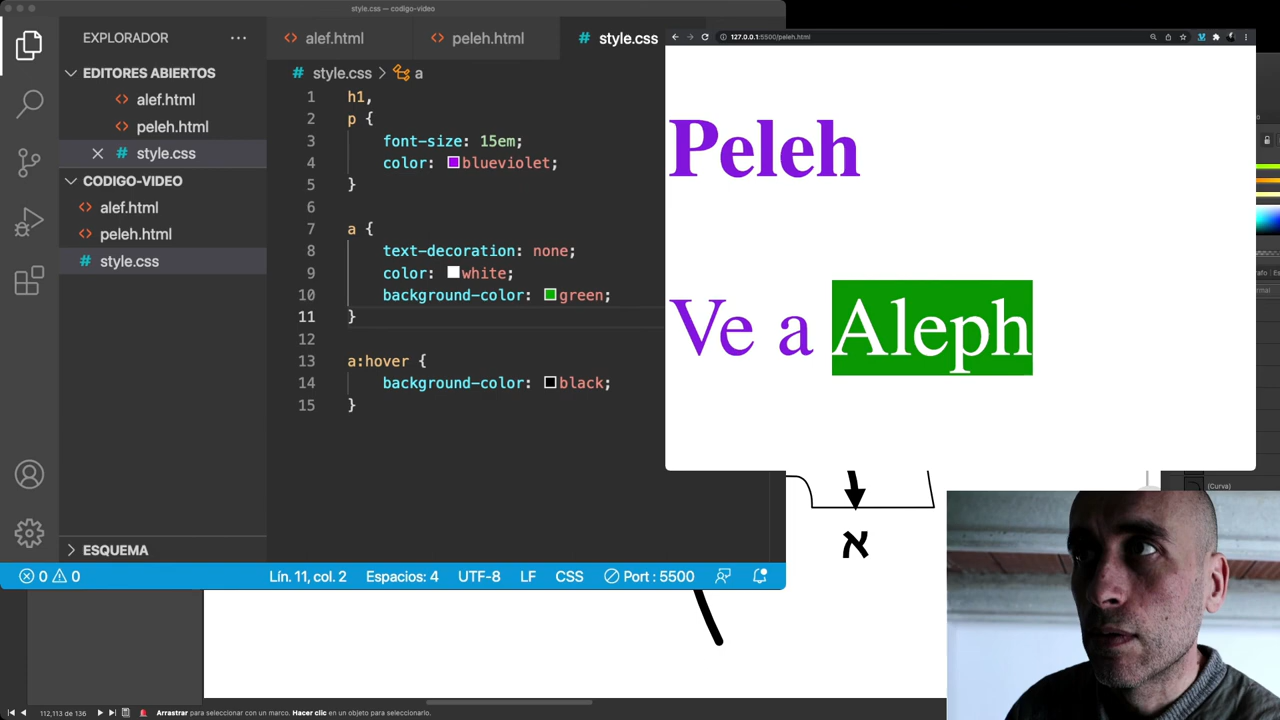 style.css — codigo-video
EXPLORADOR
EDITORES ABIERTOS
alef.html
peleh.html
style.css
CODIGO-VIDEO
alef.html
peleh.html
style.css
ESQUEMA
alef.html
peleh.html
style.css
style.css > a
1 h1,
2 p {
3 font-size: 15em;
4 color: blueviolet;
5 }
6
7 a {
8 text-decoration: none;
9 color: white;
10 background-color: green;
11 }
12
13 a:hover {
14 background-color: black;
15 }
0 0
Lín. 11, col. 2
Espacios: 4
UTF-8
LF
CSS
Port : 5500
127.0.0.1:5500/peleh.html
Peleh
Ve a Aleph
(Curva)
א
112,113 de 136
Arrastrar para seleccionar con un marco. Hacer clic en un objeto para seleccionarlo.